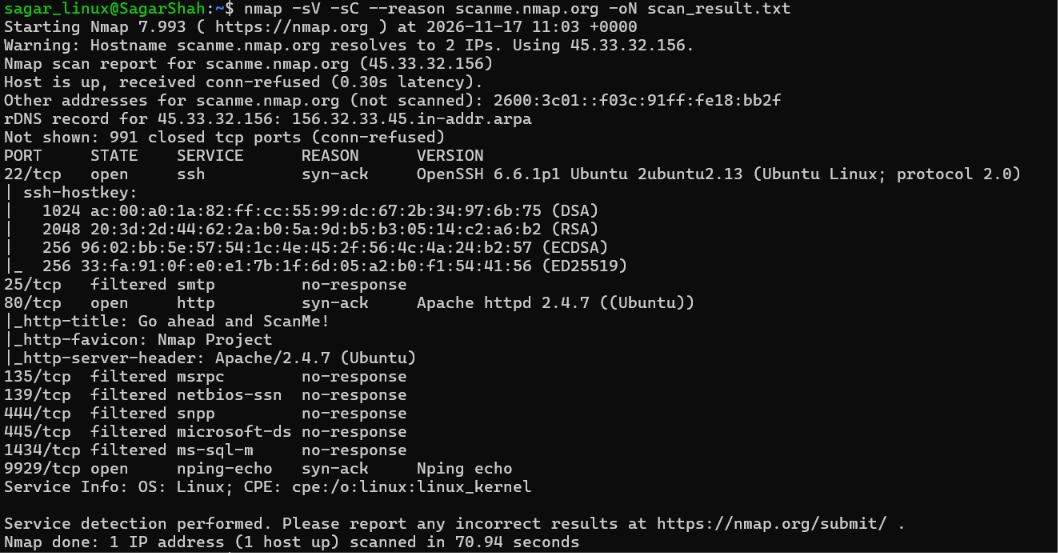 sagar_linux@SagarShah:~$ nmap -sV -sC --reason scanme.nmap.org -oN scan_result.txt
Starting Nmap 7.993 ( https://nmap.org ) at 2026-11-17 11:03 +0000
Warning: Hostname scanme.nmap.org resolves to 2 IPs. Using 45.33.32.156.
Nmap scan report for scanme.nmap.org (45.33.32.156)
Host is up, received conn-refused (0.30s latency).
Other addresses for scanme.nmap.org (not scanned): 2600:3c01::f03c:91ff:fe18:bb2f
rDNS record for 45.33.32.156: 156.32.33.45.in-addr.arpa
Not shown: 991 closed tcp ports (conn-refused)
PORT     STATE    SERVICE      REASON      VERSION
22/tcp   open     ssh          syn-ack     OpenSSH 6.6.1p1 Ubuntu 2ubuntu2.13 (Ubuntu Linux; protocol 2.0)
| ssh-hostkey:
|   1024 ac:00:a0:1a:82:ff:cc:55:99:dc:67:2b:34:97:6b:75 (DSA)
|   2048 20:3d:2d:44:62:2a:b0:5a:9d:b5:b3:05:14:c2:a6:b2 (RSA)
|   256 96:02:bb:5e:57:54:1c:4e:45:2f:56:4c:4a:24:b2:57 (ECDSA)
|_  256 33:fa:91:0f:e0:e1:7b:1f:6d:05:a2:b0:f1:54:41:56 (ED25519)
25/tcp   filtered smtp         no-response
80/tcp   open     http         syn-ack     Apache httpd 2.4.7 ((Ubuntu))
|_http-title: Go ahead and ScanMe!
|_http-favicon: Nmap Project
|_http-server-header: Apache/2.4.7 (Ubuntu)
135/tcp  filtered msrpc        no-response
139/tcp  filtered netbios-ssn  no-response
444/tcp  filtered snpp         no-response
445/tcp  filtered microsoft-ds no-response
1434/tcp filtered ms-sql-m     no-response
9929/tcp open     nping-echo   syn-ack     Nping echo
Service Info: OS: Linux; CPE: cpe:/o:linux:linux_kernel

Service detection performed. Please report any incorrect results at https://nmap.org/submit/ .
Nmap done: 1 IP address (1 host up) scanned in 70.94 seconds